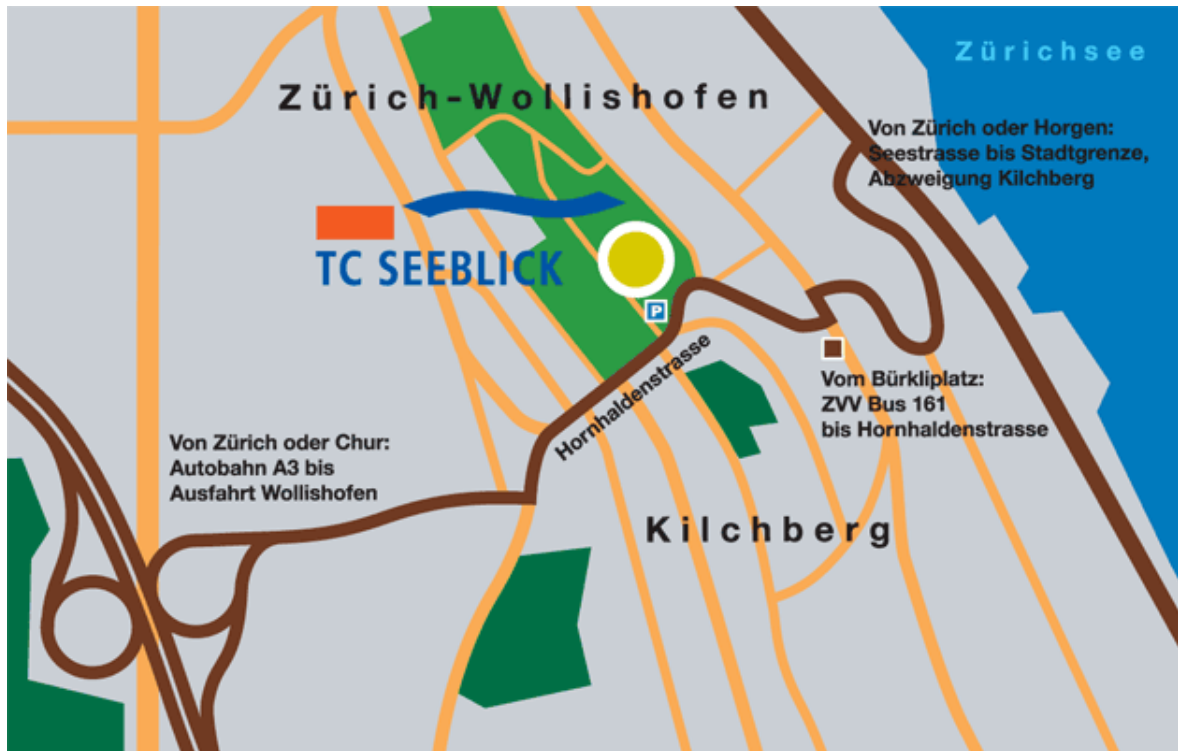 Zürichsee
Zürich-Wollishofen
Von Zürich oder Horgen:
Seestrasse bis Stadtgrenze,
Abzweigung Kilchberg
TC SEEBLICK
P
Hornhaldenstrasse
Vom Bürkliplatz:
ZVV Bus 161
bis Hornhaldenstrasse
Von Zürich oder Chur:
Autobahn A3 bis
Ausfahrt Wollishofen
Kilchberg